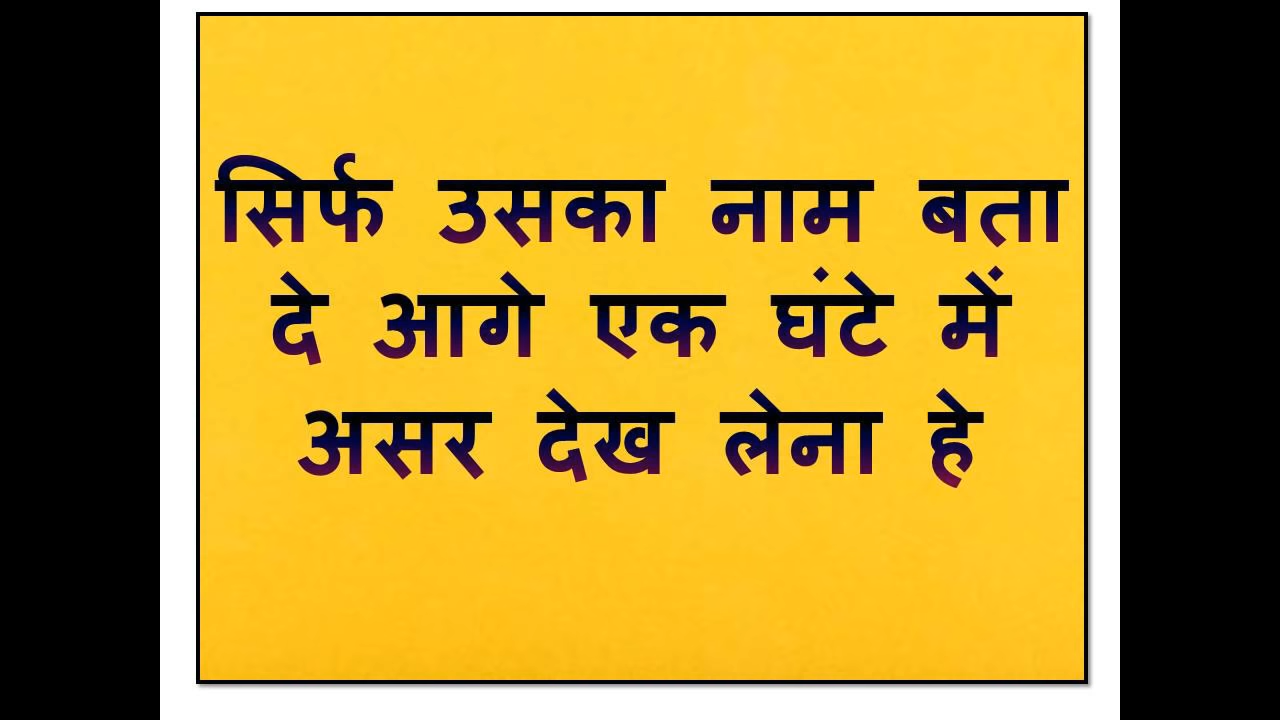 सिर्फ उसका नाम बता
दे आगे एक घंटे में
असर देख लेना हे